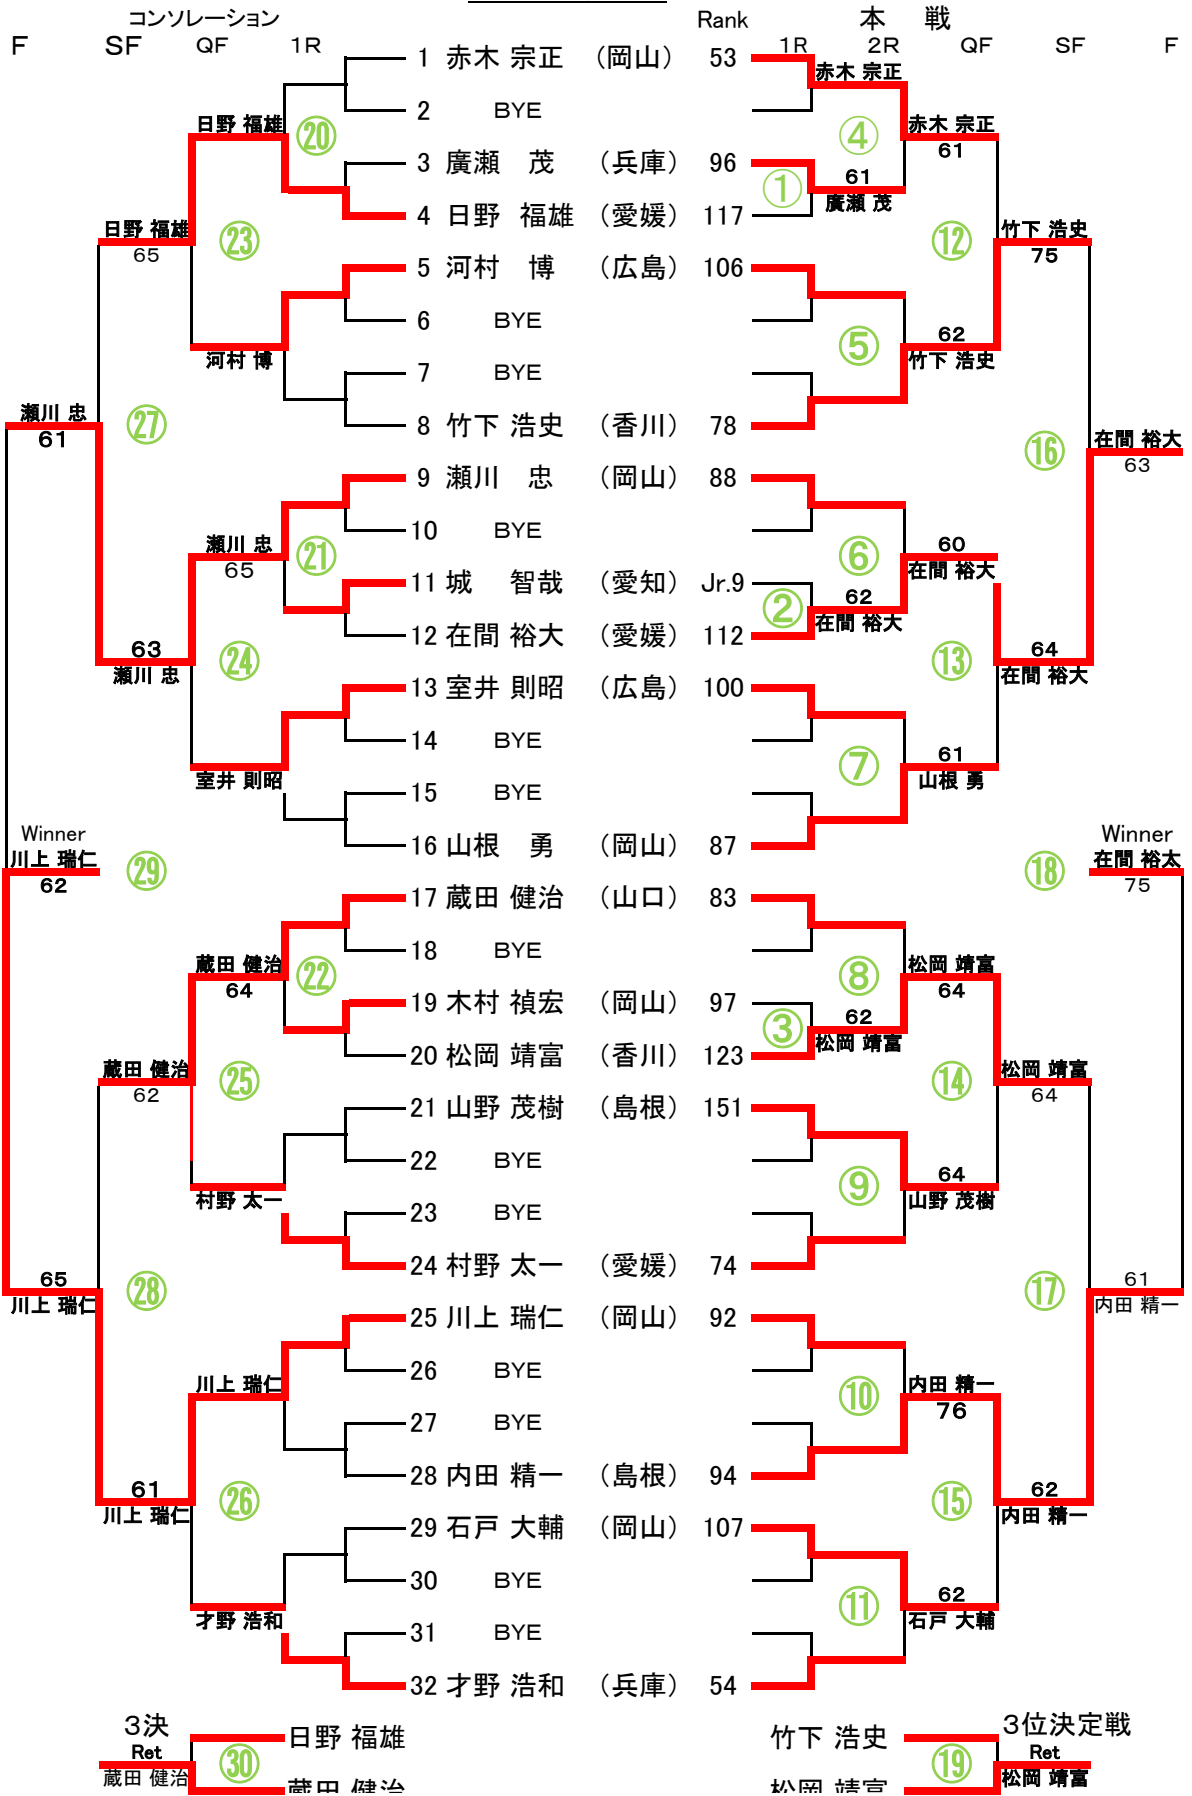 コンソレーション Rank 本 戦
F SF QF 1R 1R 2R QF SF F
1 赤木 宗正 （岡山） 53
赤木 宗正
2 BYE
日野 福雄 ⑳ ④ 赤木 宗正
61
3 廣瀬 茂 （兵庫） 96
① 61
廣瀬 茂
4 日野 福雄 （愛媛） 117
日野 福雄 ㉓ ⑫ 竹下 浩史
65 75
5 河村 博 （広島） 106
6 BYE
⑤ 62
河村 博 竹下 浩史
7 BYE
瀬川 忠 ㉗
61
8 竹下 浩史 （香川） 78
⑯ 在間 裕大
63
9 瀬川 忠 （岡山） 88
10 BYE
瀬川 忠 ㉑ ⑥ 60
65 在間 裕大
11 城 智哉 （愛知） Jr.9
② 62
在間 裕大
12 在間 裕大 （愛媛） 112
63 ㉔ ⑬ 64
瀬川 忠 在間 裕大
13 室井 則昭 （広島） 100
14 BYE
⑦ 61
室井 則昭 山根 勇
15 BYE
16 山根 勇 （岡山） 87
Winner Winner
川上 瑞仁 ㉙ ⑱ 在間 裕太
62 75
17 蔵田 健治 （山口） 83
18 BYE
蔵田 健治 ㉒ ⑧ 松岡 靖富
64 64
19 木村 禎宏 （岡山） 97
③ 62
松岡 靖富
20 松岡 靖富 （香川） 123
蔵田 健治 ㉕ ⑭ 松岡 靖富
62 64
21 山野 茂樹 （島根） 151
22 BYE
⑨ 64
村野 太一 山野 茂樹
23 BYE
24 村野 太一 （愛媛） 74
65 ㉘ ⑰ 61
川上 瑞仁 内田 精一
25 川上 瑞仁 （岡山） 92
26 BYE
川上 瑞仁 ⑩ 内田 精一
76
27 BYE
28 内田 精一 （島根） 94
61 ㉖ ⑮ 62
川上 瑞仁 内田 精一
29 石戸 大輔 （岡山） 107
30 BYE
⑪ 62
才野 浩和 石戸 大輔
31 BYE
32 才野 浩和 （兵庫） 54
3決 日野 福雄 竹下 浩史 3位決定戦
Ret ㉚ ⑲ Ret
蔵田 健治 蔵田 健治 松岡 靖富 松岡 靖富